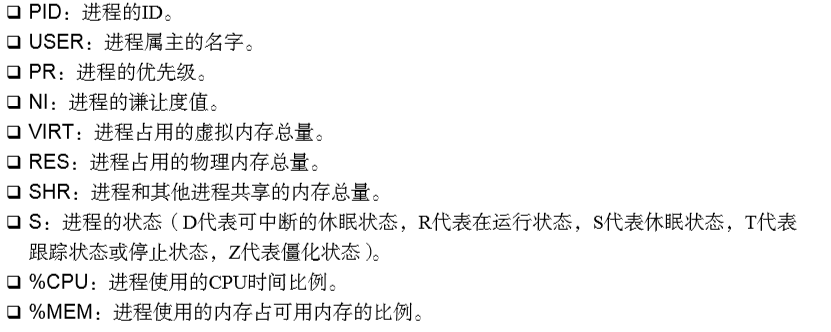 ❑ PID：进程的ID。
❑ USER：进程属主的名字。
❑ PR：进程的优先级。
❑ NI：进程的谦让度值。
❑ VIRT：进程占用的虚拟内存总量。
❑ RES：进程占用的物理内存总量。
❑ SHR：进程和其他进程共享的内存总量。
❑ S：进程的状态（D代表可中断的休眠状态，R代表在运行状态，S代表休眠状态，T代表
跟踪状态或停止状态，Z代表僵化状态）。
❑ %CPU：进程使用的CPU时间比例。
❑ %MEM：进程使用的内存占可用内存的比例。